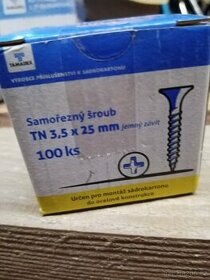 TAMADEX
VÝROBCE PŘÍSLUŠENSTVÍ K SÁDROKARTONU
Samořezný šroub
TN 3,5 x 25 mm jemný závit
100 ks
Určen pro montáž sádrokartonu
do ocelové konstrukce